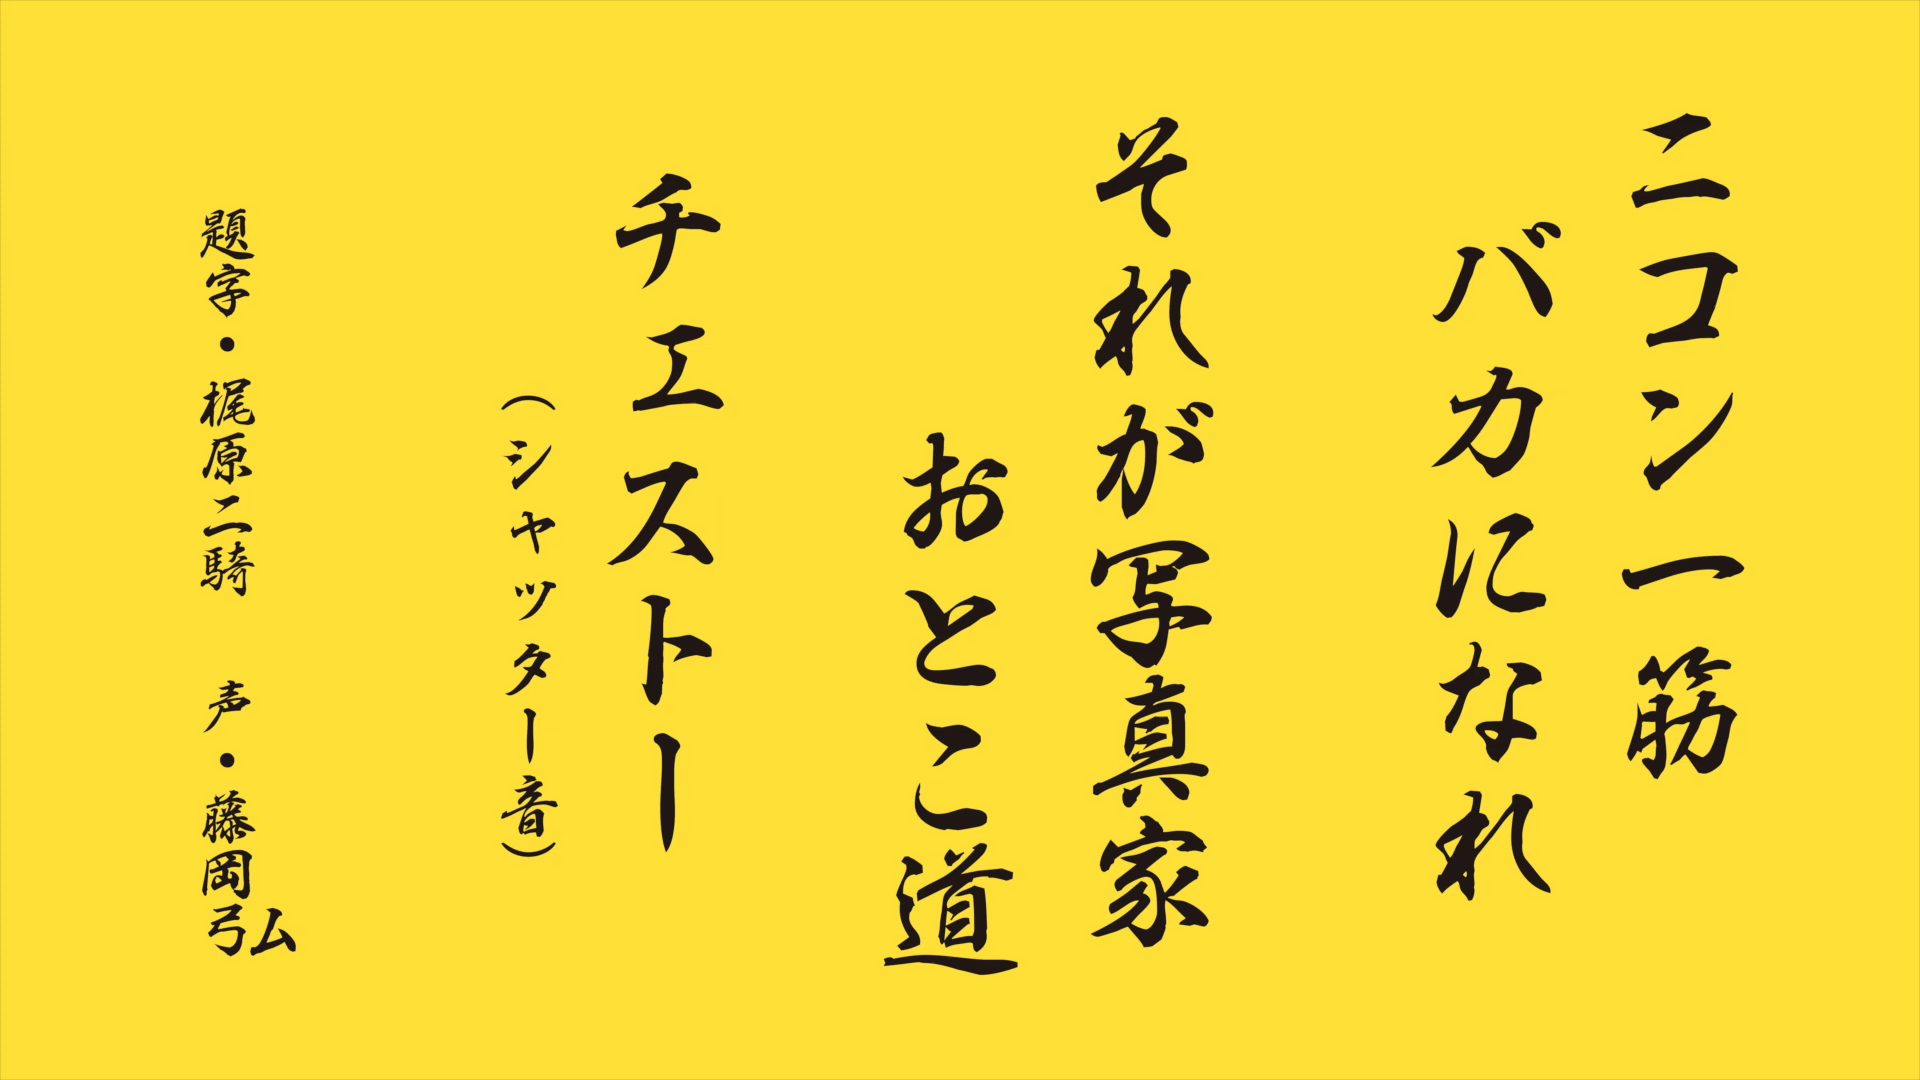 ニコン一筋
バカになれ
それが写真家
おとこ道
チェストー
（シャッター音）
題字・梶原二騎　声・藤岡弘